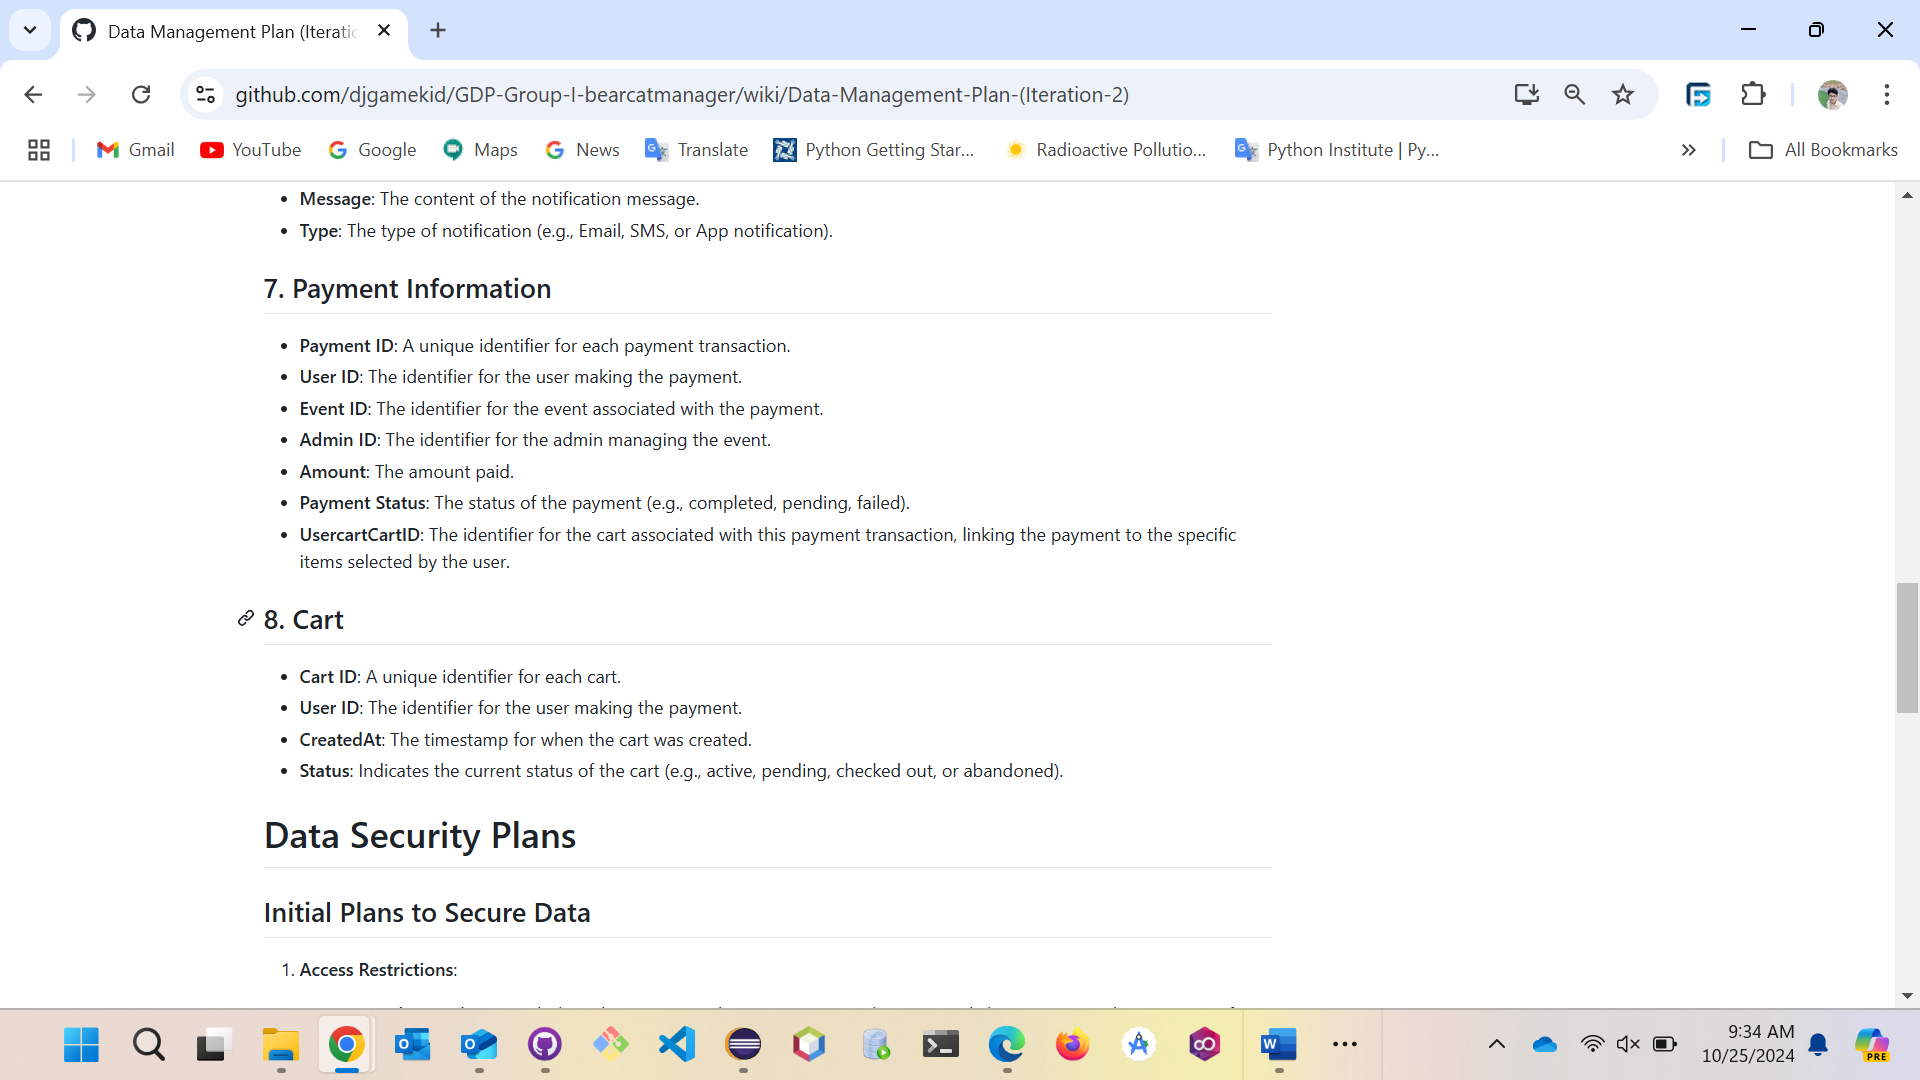 Data Management Plan (Iteratio
github.com/djgamekid/GDP-Group-I-bearcatmanager/wiki/Data-Management-Plan-(Iteration-2)
Gmail
YouTube
Google
Maps
News
Translate
Python Getting Star...
Radioactive Pollutio...
Python Institute | Py...
All Bookmarks
Message: The content of the notification message.
Type: The type of notification (e.g., Email, SMS, or App notification).
7. Payment Information
Payment ID: A unique identifier for each payment transaction.
User ID: The identifier for the user making the payment.
Event ID: The identifier for the event associated with the payment.
Admin ID: The identifier for the admin managing the event.
Amount: The amount paid.
Payment Status: The status of the payment (e.g., completed, pending, failed).
UsercartCartID: The identifier for the cart associated with this payment transaction, linking the payment to the specific
items selected by the user.
8. Cart
Cart ID: A unique identifier for each cart.
User ID: The identifier for the user making the payment.
CreatedAt: The timestamp for when the cart was created.
Status: Indicates the current status of the cart (e.g., active, pending, checked out, or abandoned).
Data Security Plans
Initial Plans to Secure Data
1. Access Restrictions:
9:34 AM
10/25/2024
PRE